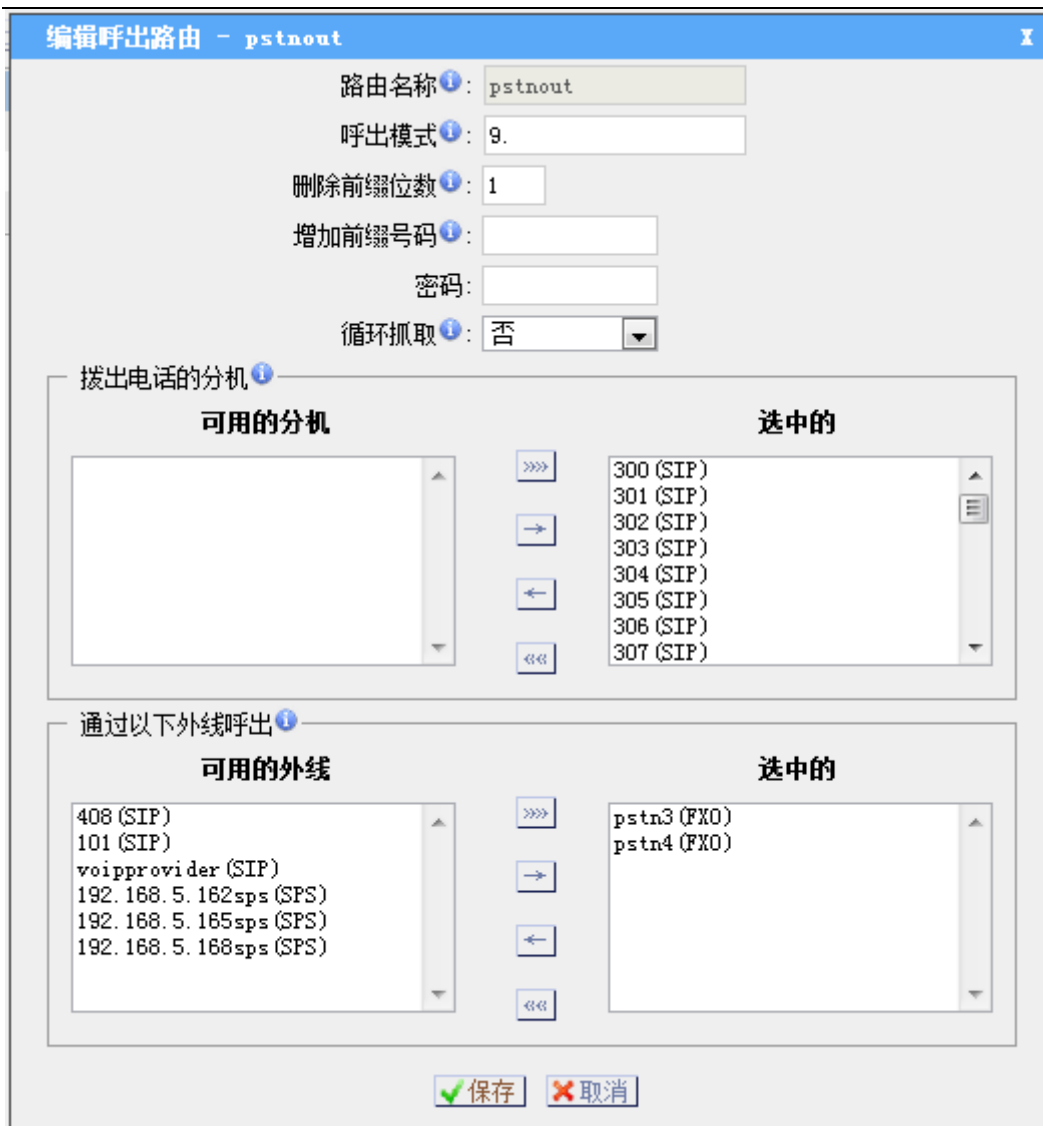 编辑呼出路由 - pstnout X
路由名称: pstnout
呼出模式: 9.
删除前缀位数: 1
增加前缀号码:
密码:
循环抓取: 否
拨出电话的分机
可用的分机 选中的
300(SIP)
301(SIP)
302(SIP)
303(SIP)
304(SIP)
305(SIP)
306(SIP)
307(SIP)
通过以下外线呼出
可用的外线 选中的
408(SIP) pstn3(FXO)
101(SIP) pstn4(FXO)
voipprovider(SIP)
192.168.5.162sps(SPS)
192.168.5.165sps(SPS)
192.168.5.168sps(SPS)
保存 取消